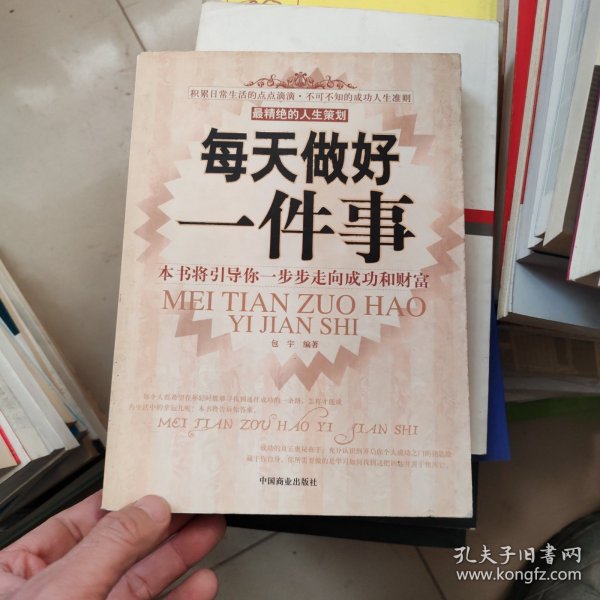 积累日常生活的点点滴滴·不可不知的成功人生准则
最精绝的人生策划
每天做好
一件事
本书将引导你一步步走向成功和财富
MEI TIAN ZUO HAO
YI JIAN SHI
包 宇 编著
MEI TIAN ZOU HAO YI JIAN SHI
中国商业出版社
孔夫子旧书网
www.kongfz.com